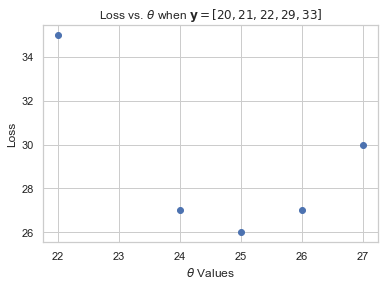 Loss vs. θ when y = [20, 21, 22, 29, 33]
34
32
30
28
26
Loss
22 23 24 25 26 27
θ Values